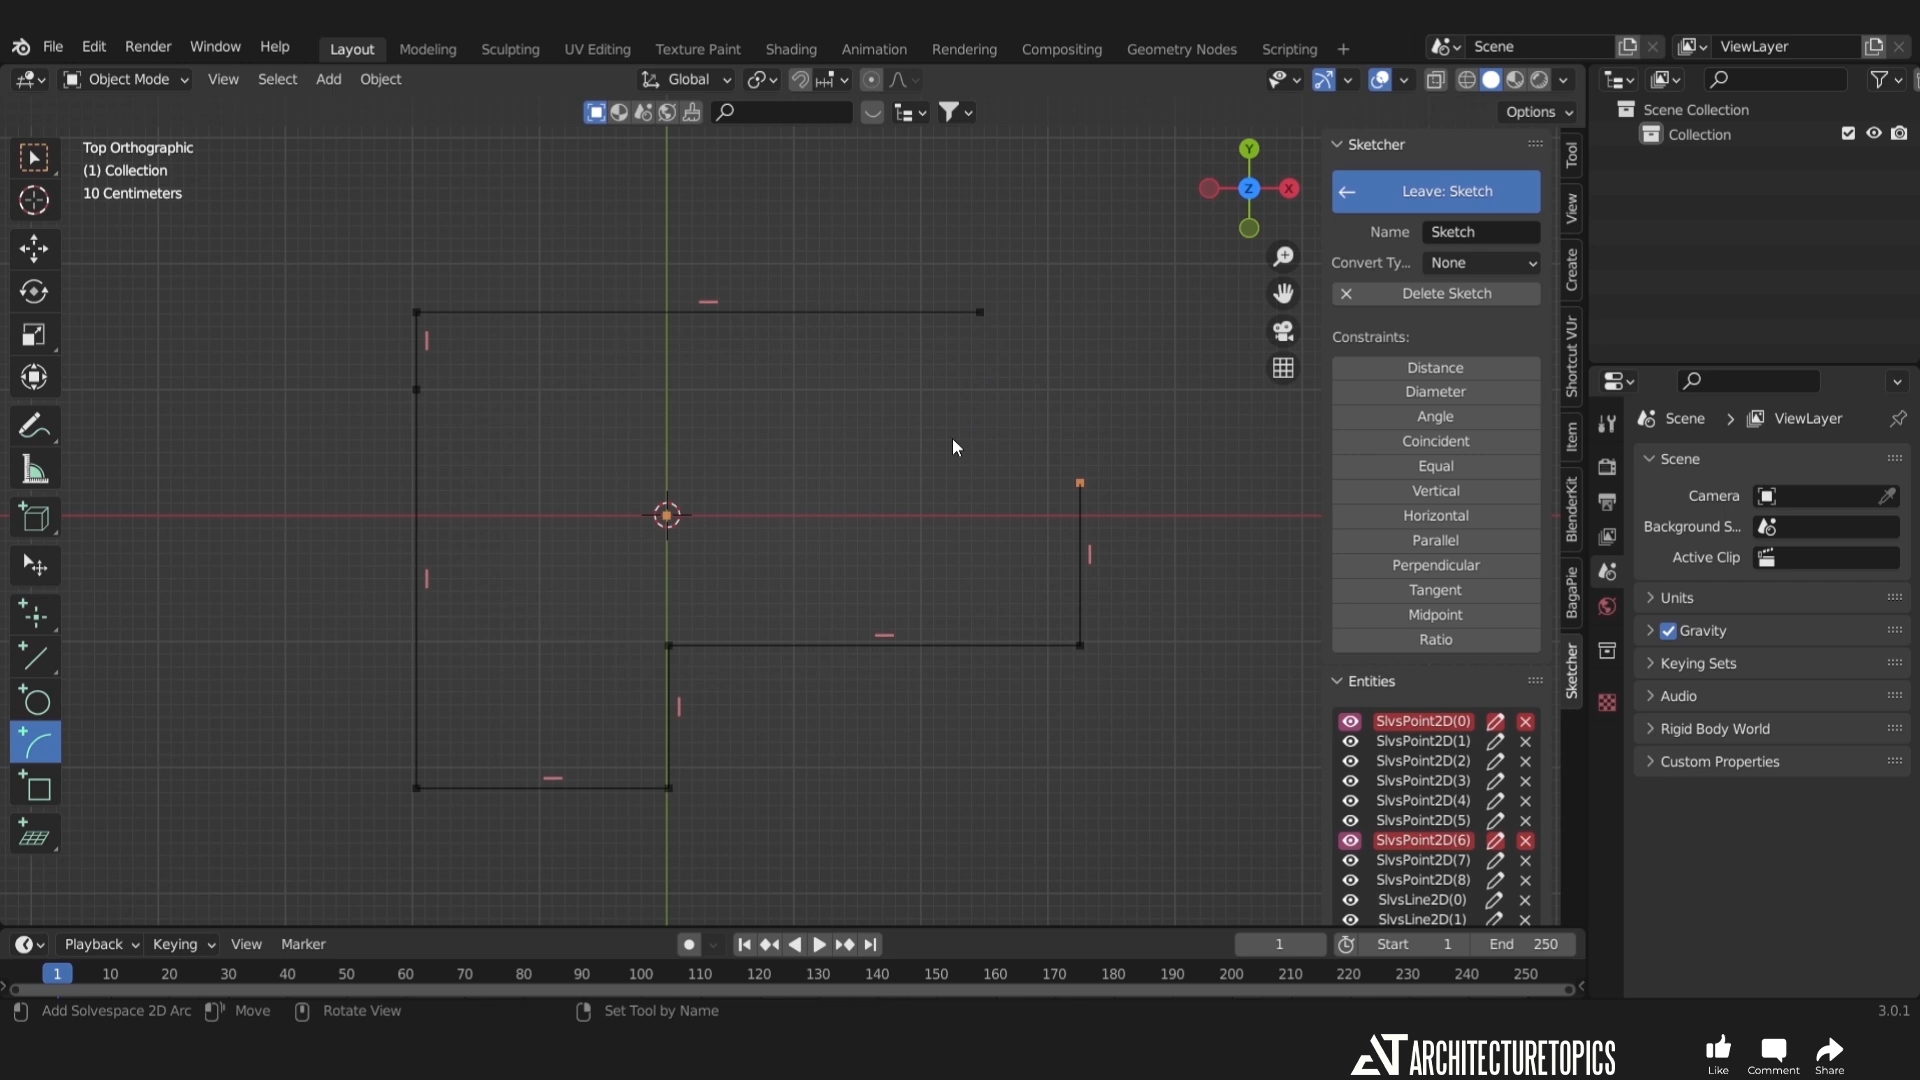 File Edit Render Window Help
Layout Modeling Sculpting UV Editing Texture Paint Shading Animation Rendering Compositing Geometry Nodes Scripting +
Scene
ViewLayer
Object Mode View Select Add Object
Global
Options
Top Orthographic
(1) Collection
10 Centimeters
Y
Z
X
Sketcher
Leave: Sketch
Name Sketch
Convert Ty... None
Delete Sketch
Constraints:
Distance
Diameter
Angle
Coincident
Equal
Vertical
Horizontal
Parallel
Perpendicular
Tangent
Midpoint
Ratio
Entities
SlvsPoint2D(0)
SlvsPoint2D(1)
SlvsPoint2D(2)
SlvsPoint2D(3)
SlvsPoint2D(4)
SlvsPoint2D(5)
SlvsPoint2D(6)
SlvsPoint2D(7)
SlvsPoint2D(8)
SlvsLine2D(0)
SlvsLine2D(1)
Tool
View
Create
Shortcut VUr
Item
BlenderKit
BagaPie
Sketcher
Scene Collection
Collection
Scene > ViewLayer
Scene
Camera
Background S...
Active Clip
Units
Gravity
Keying Sets
Audio
Rigid Body World
Custom Properties
Playback Keying View Marker
1
Start 1 End 250
1 10 20 30 40 50 60 70 80 90 100 110 120 130 140 150 160 170 180 190 200 210 220 230 240 250
Add Solvespace 2D Arc Move Rotate View Set Tool by Name
3.0.1
AT ARCHITECTURETOPICS
Like Comment Share